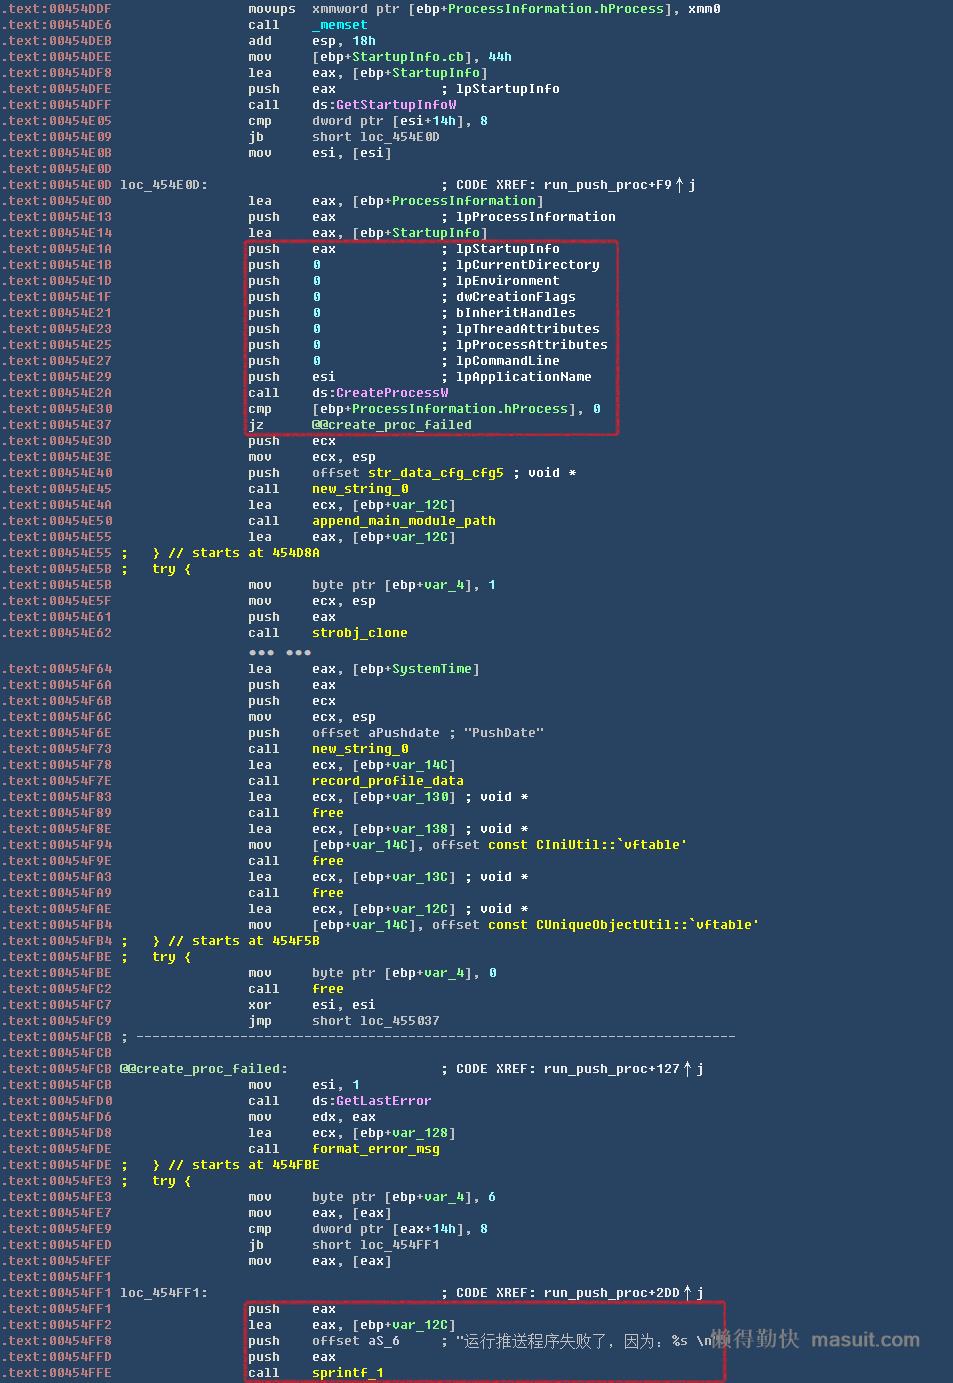 .text:00454DDF movups xmmword ptr [ebp+ProcessInformation.hProcess], xmm0
.text:00454DE6 call _memset
.text:00454DEB add esp, 18h
.text:00454DEE mov [ebp+StartupInfo.cb], 44h
.text:00454DF8 lea eax, [ebp+StartupInfo]
.text:00454DFE push eax ; lpStartupInfo
.text:00454DFF call ds:GetStartupInfoW
.text:00454E05 cmp dword ptr [esi+14h], 8
.text:00454E09 jb short loc_454E0D
.text:00454E0B mov esi, [esi]
.text:00454E0D
.text:00454E0D loc_454E0D: ; CODE XREF: run_push_proc+F9↑j
.text:00454E0D lea eax, [ebp+ProcessInformation]
.text:00454E13 push eax ; lpProcessInformation
.text:00454E14 lea eax, [ebp+StartupInfo]
.text:00454E1A push eax ; lpStartupInfo
.text:00454E1B push 0 ; lpCurrentDirectory
.text:00454E1D push 0 ; lpEnvironment
.text:00454E1F push 0 ; dwCreationFlags
.text:00454E21 push 0 ; bInheritHandles
.text:00454E23 push 0 ; lpThreadAttributes
.text:00454E25 push 0 ; lpProcessAttributes
.text:00454E27 push 0 ; lpCommandLine
.text:00454E29 push esi ; lpApplicationName
.text:00454E2A call ds:CreateProcessW
.text:00454E30 cmp [ebp+ProcessInformation.hProcess], 0
.text:00454E37 jz @@create_proc_failed
.text:00454E3D push ecx
.text:00454E3E mov ecx, esp
.text:00454E40 push offset str_data_cfg_cfg5 ; void *
.text:00454E45 call new_string_0
.text:00454E4A lea ecx, [ebp+var_12C]
.text:00454E50 call append_main_module_path
.text:00454E55 lea eax, [ebp+var_12C]
.text:00454E55 ; } // starts at 454D8A
.text:00454E5B ; try {
.text:00454E5B mov byte ptr [ebp+var_4], 1
.text:00454E5F mov ecx, esp
.text:00454E61 push eax
.text:00454E62 call strobj_clone
••• •••
.text:00454F64 lea eax, [ebp+SystemTime]
.text:00454F6A push eax
.text:00454F6B push ecx
.text:00454F6C mov ecx, esp
.text:00454F6E push offset aPushdate ; "PushDate"
.text:00454F73 call new_string_0
.text:00454F78 lea ecx, [ebp+var_14C]
.text:00454F7E call record_profile_data
.text:00454F83 lea ecx, [ebp+var_130] ; void *
.text:00454F89 call free
.text:00454F8E lea ecx, [ebp+var_138] ; void *
.text:00454F94 mov [ebp+var_14C], offset const CIniUtil::`vftable'
.text:00454F9E call free
.text:00454FA3 lea ecx, [ebp+var_13C] ; void *
.text:00454FA9 call free
.text:00454FAE lea ecx, [ebp+var_12C] ; void *
.text:00454FB4 mov [ebp+var_14C], offset const CUniqueObjectUtil::`vftable'
.text:00454FB4 ; } // starts at 454F5B
.text:00454FBE ; try {
.text:00454FBE mov byte ptr [ebp+var_4], 0
.text:00454FC2 call free
.text:00454FC7 xor esi, esi
.text:00454FC9 jmp short loc_455037
.text:00454FCB ; ---------------------------------------------------------------------------
.text:00454FCB
.text:00454FCB @@create_proc_failed: ; CODE XREF: run_push_proc+127↑j
.text:00454FCB mov esi, 1
.text:00454FD0 call ds:GetLastError
.text:00454FD6 mov edx, eax
.text:00454FD8 lea ecx, [ebp+var_128]
.text:00454FDE call format_error_msg
.text:00454FDE ; } // starts at 454FBE
.text:00454FE3 ; try {
.text:00454FE3 mov byte ptr [ebp+var_4], 6
.text:00454FE7 mov eax, [eax]
.text:00454FE9 cmp dword ptr [eax+14h], 8
.text:00454FED jb short loc_454FF1
.text:00454FEF mov eax, [eax]
.text:00454FF1
.text:00454FF1 loc_454FF1: ; CODE XREF: run_push_proc+2DD↑j
.text:00454FF1 push eax
.text:00454FF2 lea eax, [ebp+var_12C]
.text:00454FF8 push offset aS_6 ; "运行推送程序失败了，因为：%s \n"
.text:00454FFD push eax
.text:00454FFE call sprintf_1
懒得勤快 masuit.com